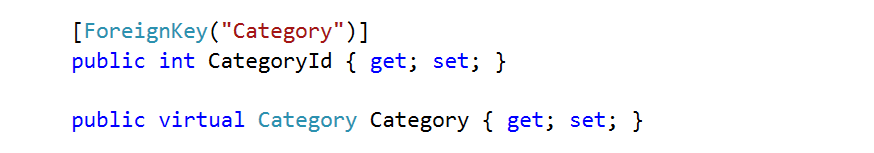 [ForeignKey("Category")]
public int CategoryId { get; set; }
public virtual Category Category { get; set; }